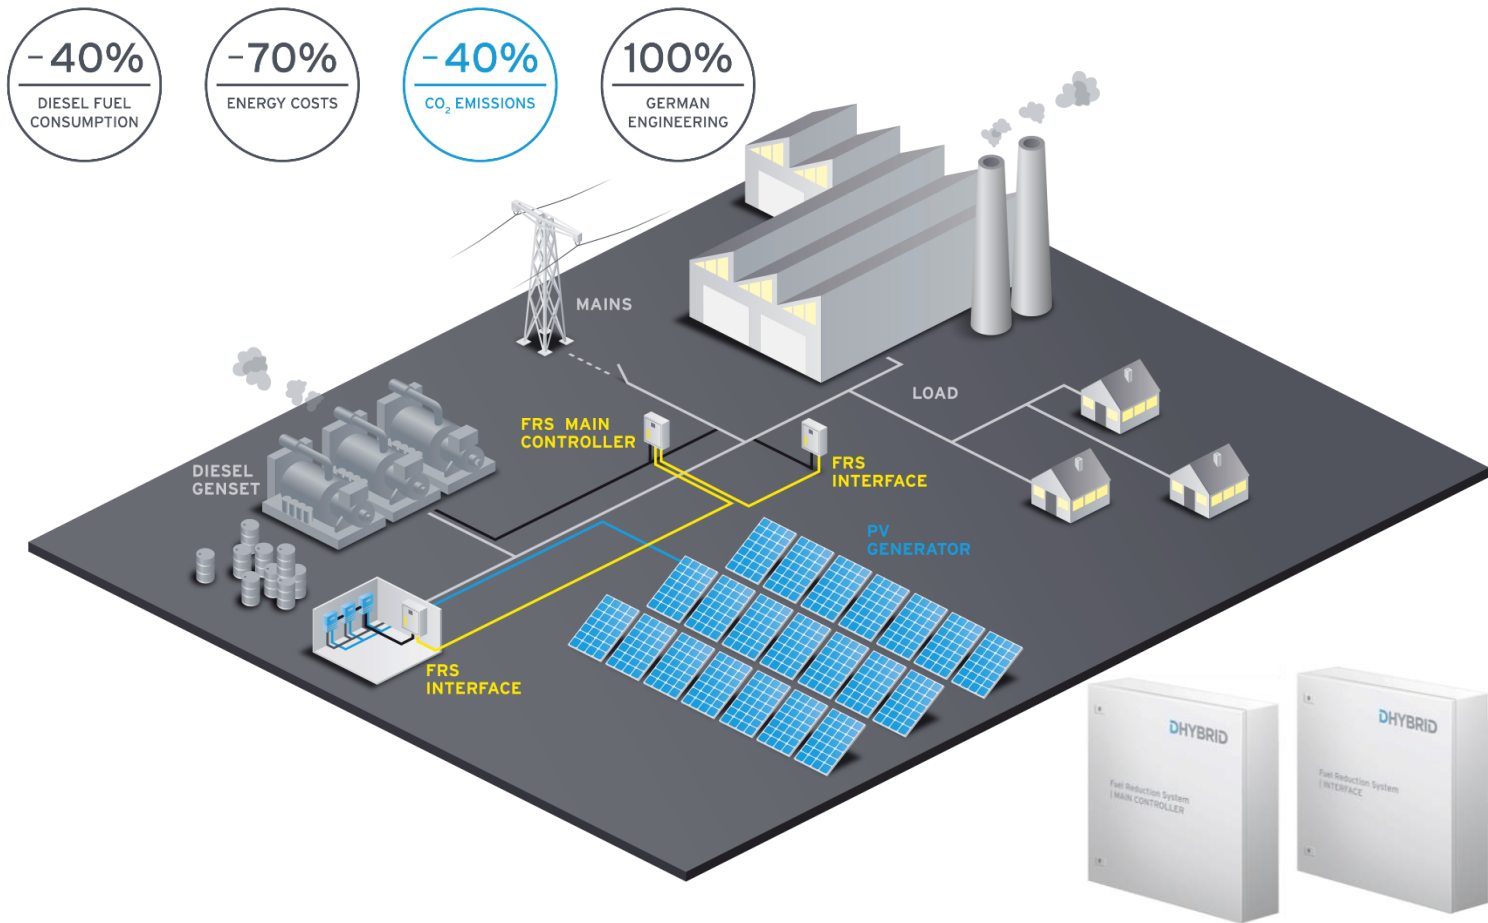 −40%
DIESEL FUEL
CONSUMPTION
−70%
ENERGY COSTS
−40%
CO₂ EMISSIONS
100%
GERMAN
ENGINEERING
MAINS
LOAD
FRS MAIN
CONTROLLER
FRS
INTERFACE
DIESEL
GENSET
PV
GENERATOR
FRS
INTERFACE
DHYBRID
Fuel Reduction System
| MAIN CONTROLLER
DHYBRID
Fuel Reduction System
| INTERFACE